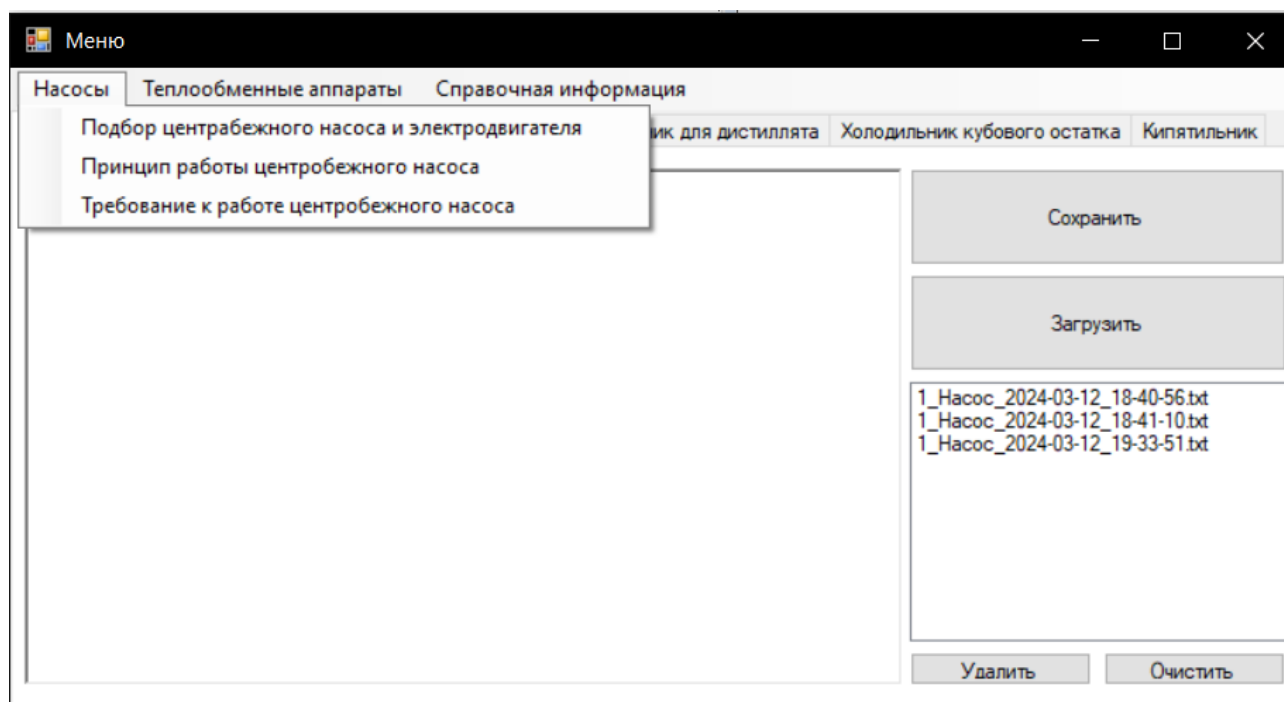 Меню
Насосы Теплообменные аппараты Справочная информация
Подбор центрабежного насоса и электродвигателя
для дистиллята Холодильник кубового остатка Кипятильник
Принцип работы центробежного насоса
Требование к работе центробежного насоса
Сохранить
Загрузить
1_Насос_2024-03-12_18-40-56.txt
1_Насос_2024-03-12_18-41-10.txt
1_Насос_2024-03-12_19-33-51.txt
Удалить Очистить